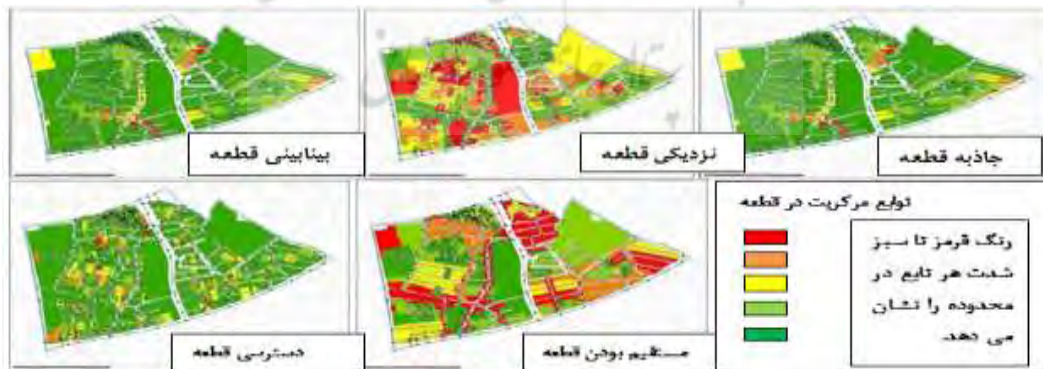 بینابینی قطعه
نزدیکی قطعه
جاذبه قطعه
دسترسی قطعه
مستقیم بودن قطعه
توابع مرکزیت در قطعه
رنگ قرمز تا سبز
شدت هر تابع در
محدوده را نشان
می دهد